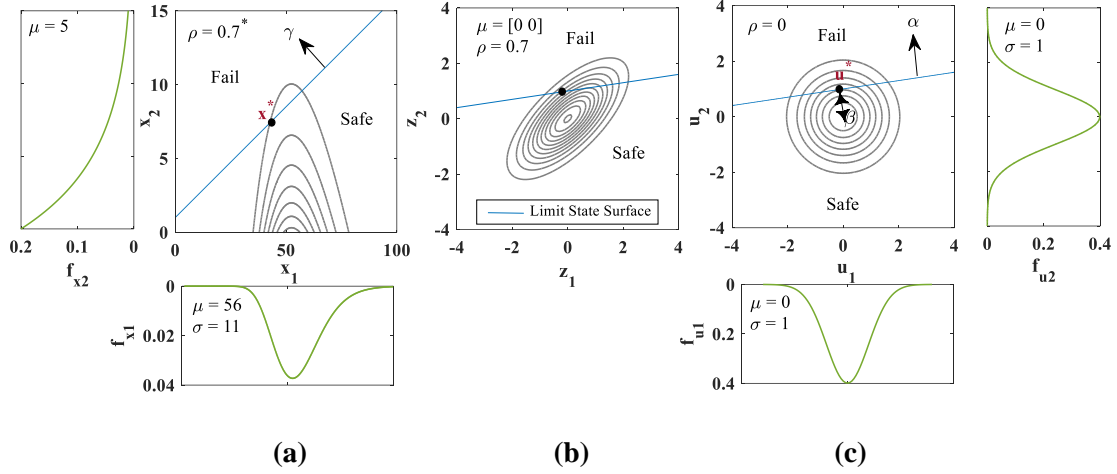 μ = 5
0.2
0.1
0
f_x2
ρ = 0.7*
γ
Fail
x*
Safe
15
10
5
0
x_2
0
50
100
x_1
μ = 56
σ = 11
0
0.02
0.04
f_x1
μ = [0 0]
ρ = 0.7
Fail
Safe
Limit State Surface
4
2
0
-2
-4
z_2
-4
-2
0
2
4
z_1
ρ = 0
α
Fail
u*
β
Safe
4
2
0
-2
-4
u_2
-4
-2
0
2
4
u_1
μ = 0
σ = 1
0
0.2
0.4
f_u1
μ = 0
σ = 1
0
0.2
0.4
f_u2
(a)
(b)
(c)